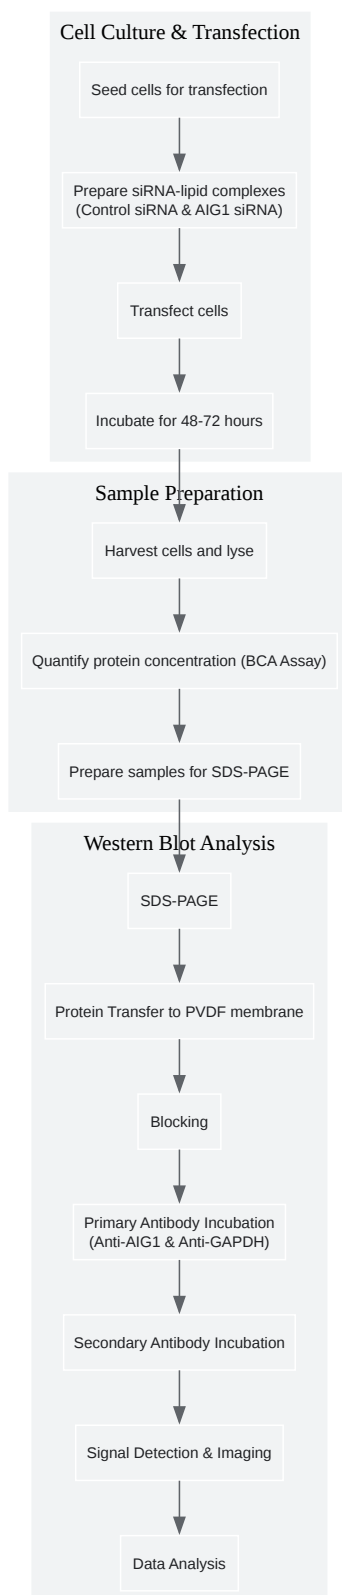 Cell Culture & Transfection
Seed cells for transfection
Prepare siRNA-lipid complexes
(Control siRNA & AIG1 siRNA)
Transfect cells
Incubate for 48-72 hours
Sample Preparation
Harvest cells and lyse
Quantify protein concentration (BCA Assay)
Prepare samples for SDS-PAGE
Western Blot Analysis
SDS-PAGE
Protein Transfer to PVDF membrane
Blocking
Primary Antibody Incubation
(Anti-AIG1 & Anti-GAPDH)
Secondary Antibody Incubation
Signal Detection & Imaging
Data Analysis